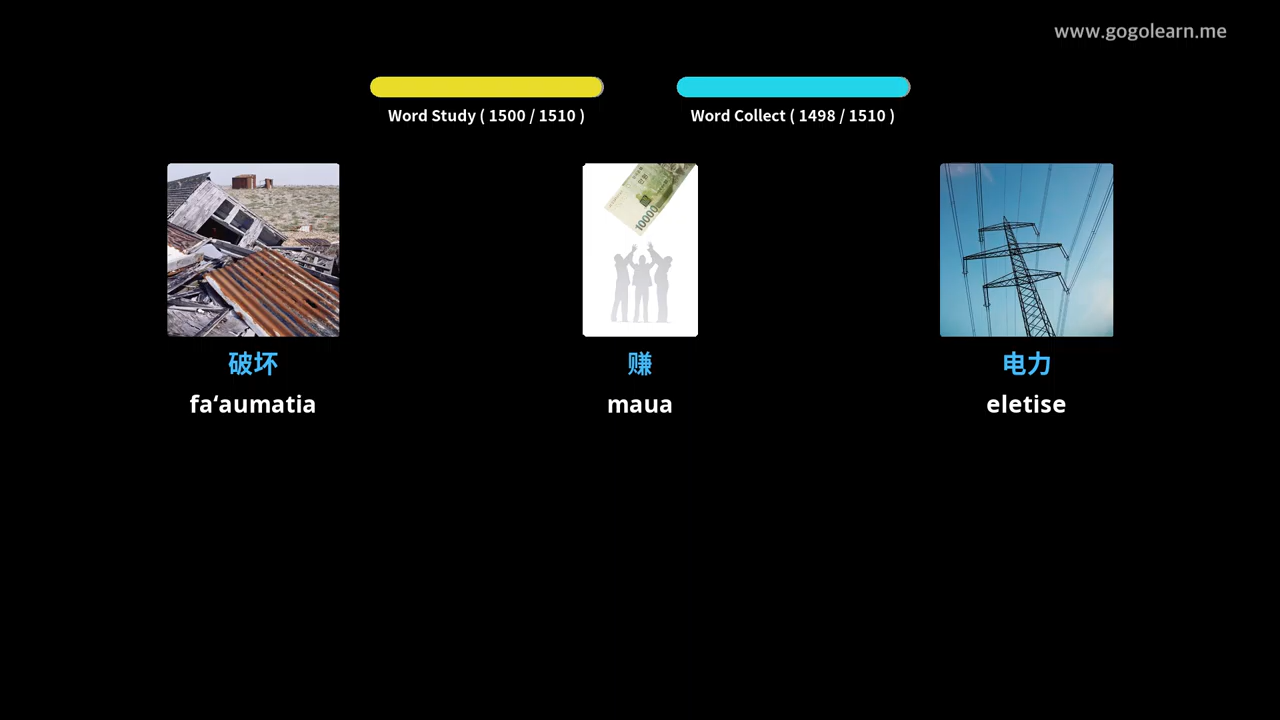 www.gogolearn.me
Word Study ( 1500 / 1510 )
Word Collect ( 1498 / 1510 )
10000
破坏
赚
电力
fa‘aumatia
maua
eletise